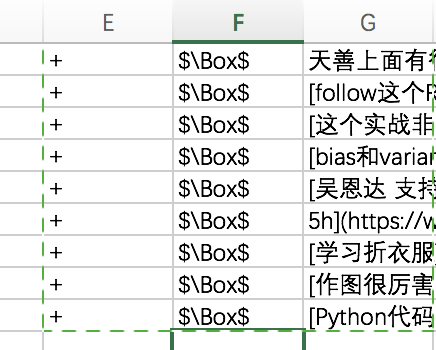 E F G
+ $\Box$ 天善上面有
+ $\Box$ [follow这个
+ $\Box$ [这个实战非
+ $\Box$ [bias和varian
+ $\Box$ [吴恩达 支持
+ $\Box$ 5h](https://w
+ $\Box$ [学习折衣服
+ $\Box$ [作图很厉害
+ $\Box$ [Python代码